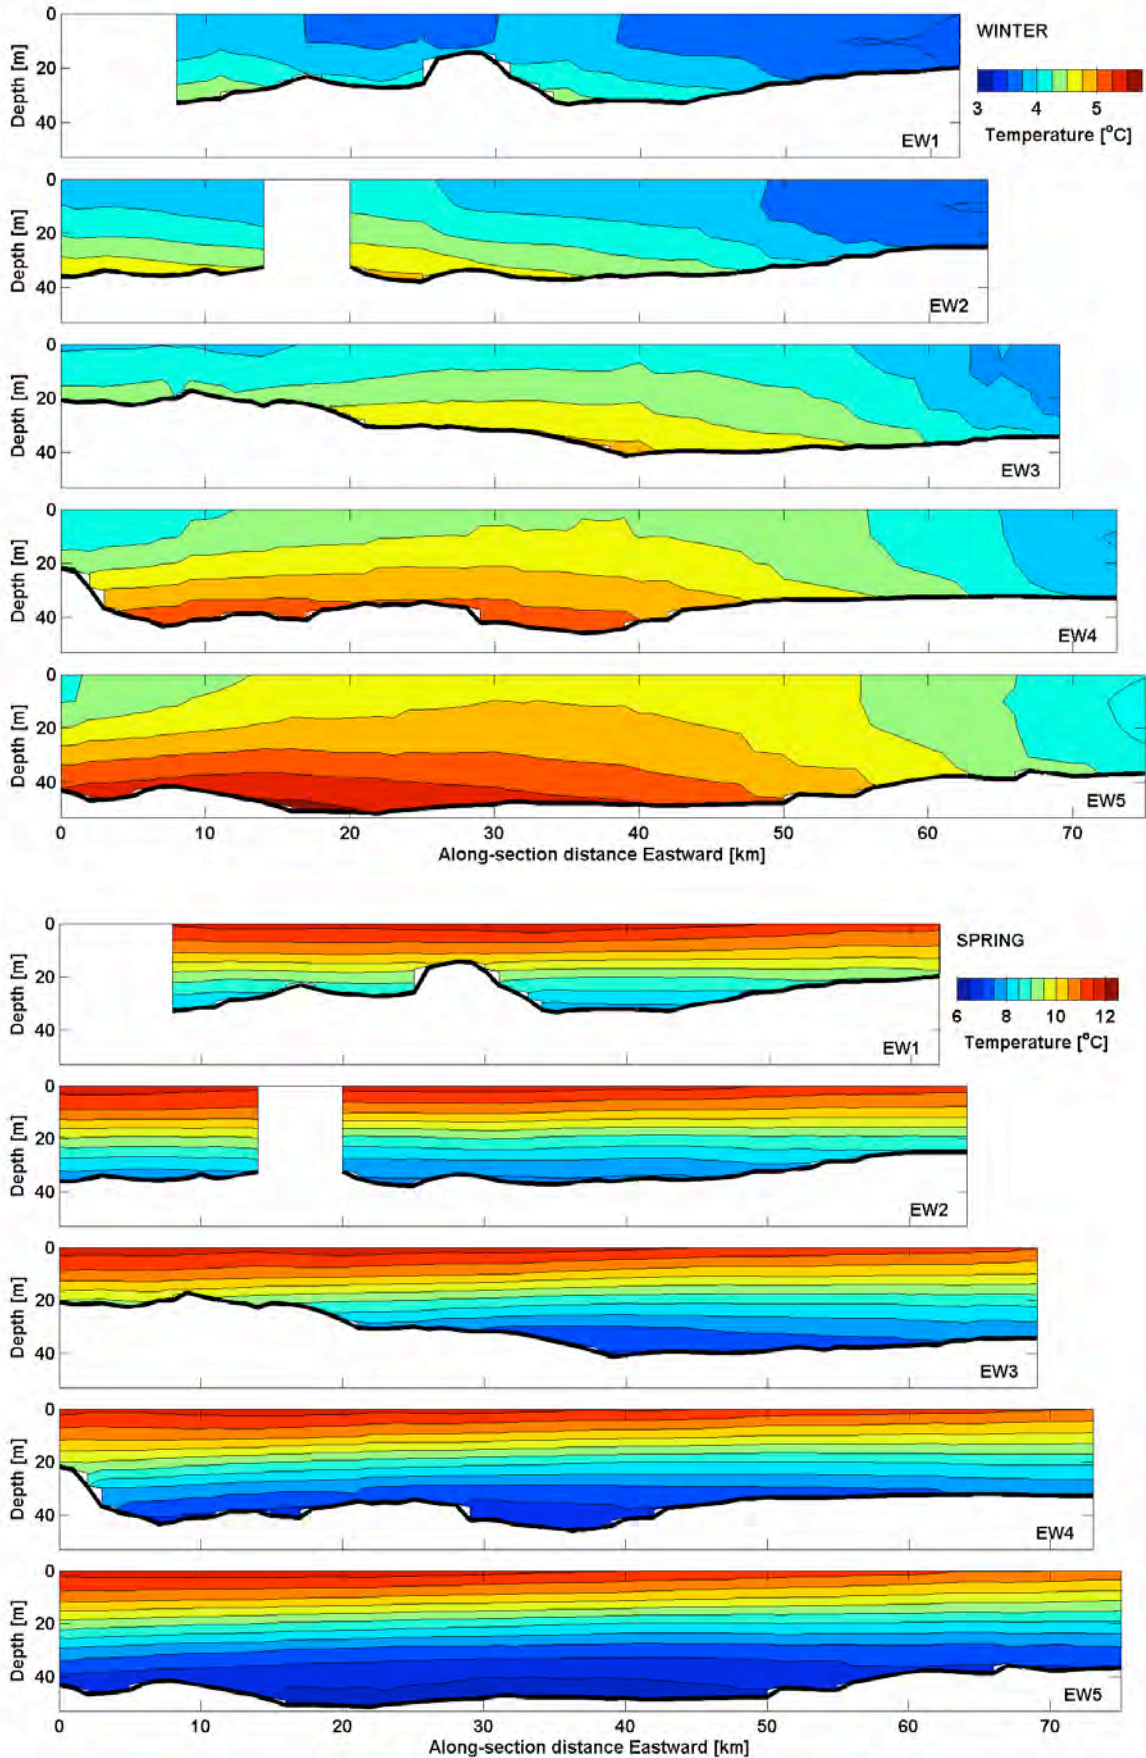 0
20
40
Depth [m]
EW1
WINTER
3 4 5
Temperature [°C]
0
20
40
Depth [m]
EW2
0
20
40
Depth [m]
EW3
0
20
40
Depth [m]
EW4
0
20
40
Depth [m]
EW5
0 10 20 30 40 50 60 70
Along-section distance Eastward [km]
0
20
40
Depth [m]
EW1
SPRING
6 8 10 12
Temperature [°C]
0
20
40
Depth [m]
EW2
0
20
40
Depth [m]
EW3
0
20
40
Depth [m]
EW4
0
20
40
Depth [m]
EW5
0 10 20 30 40 50 60 70
Along-section distance Eastward [km]